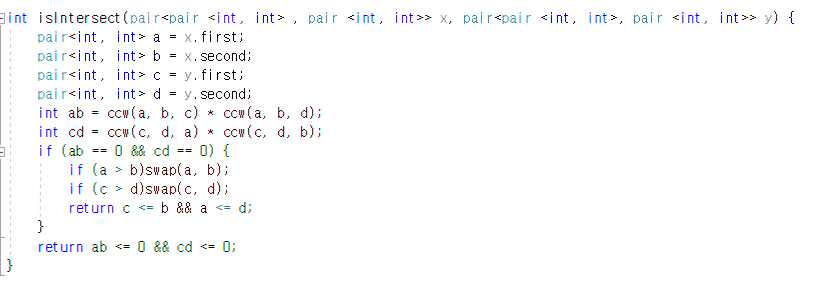 int isIntersect(pair<pair <int, int> , pair <int, int>> x, pair<pair <int, int>, pair <int, int>> y) {
    pair<int, int> a = x.first;
    pair<int, int> b = x.second;
    pair<int, int> c = y.first;
    pair<int, int> d = y.second;
    int ab = ccw(a, b, c) * ccw(a, b, d);
    int cd = ccw(c, d, a) * ccw(c, d, b);
    if (ab == 0 && cd == 0) {
        if (a > b)swap(a, b);
        if (c > d)swap(c, d);
        return c <= b && a <= d;
    }
    return ab <= 0 && cd <= 0;
}